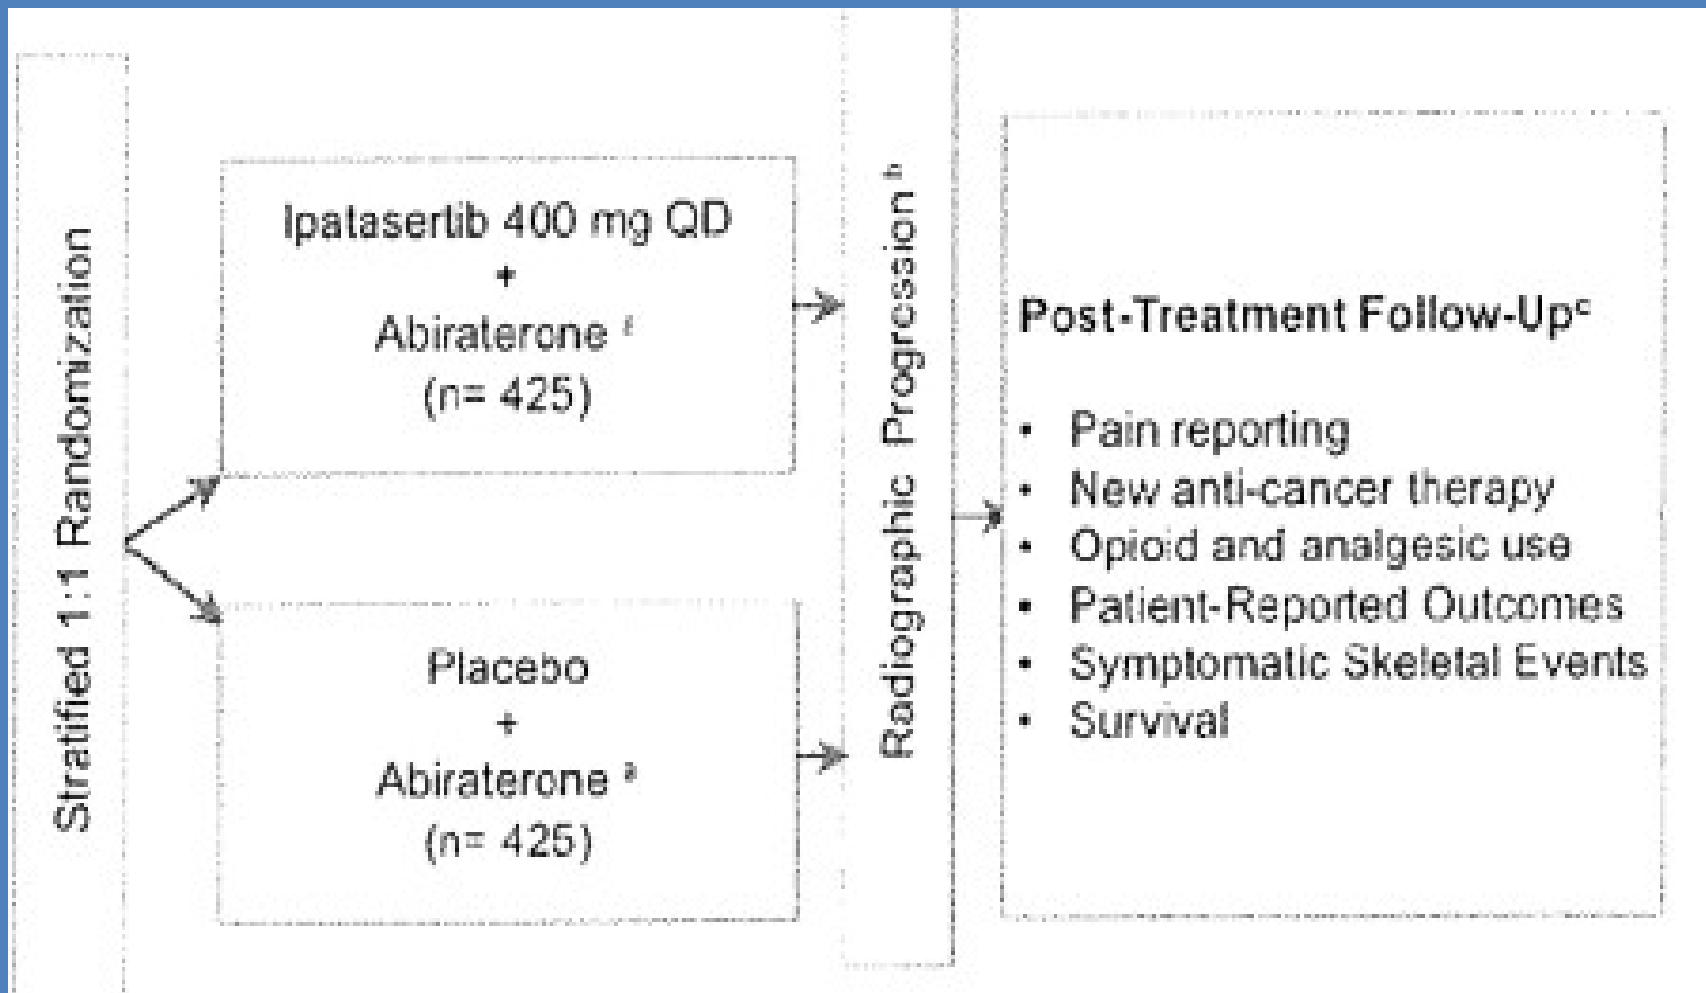 Stratified 1:1 Randomization
Ipatasertib 400 mg QD
+
Abiraterone
(n= 425)
Placebo
+
Abiraterone a
(n= 425)
Radiographic Progression b
Post-Treatment Follow-Up c
• Pain reporting
• New anti-cancer therapy
• Opioid and analgesic use
• Patient-Reported Outcomes
• Symptomatic Skeletal Events
• Survival